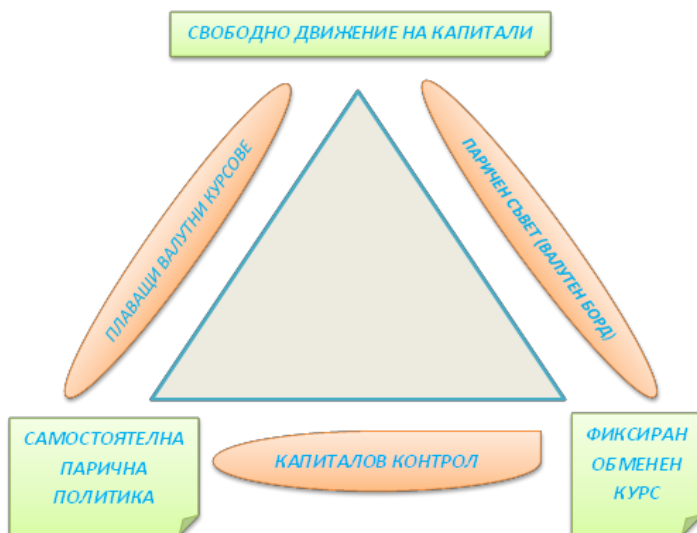 СВОБОДНО ДВИЖЕНИЕ НА КАПИТАЛИ
ПЛАВАЩИ ВАЛУТНИ КУРСОВЕ
ПАРИЧЕН СЪВЕТ (ВАЛУТЕН БОРД)
САМОСТОЯТЕЛНА
ПАРИЧНА
ПОЛИТИКА
КАПИТАЛОВ КОНТРОЛ
ФИКСИРАН
ОБМЕНЕН
КУРС